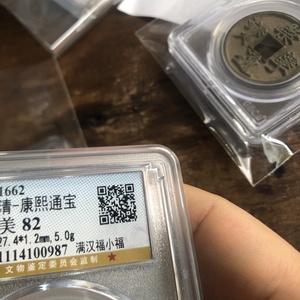 1662
清-康熙通宝
美 82
27.4*1.2mm,5.0g
1114100987 满汉福小福
文物鉴定委员会监制